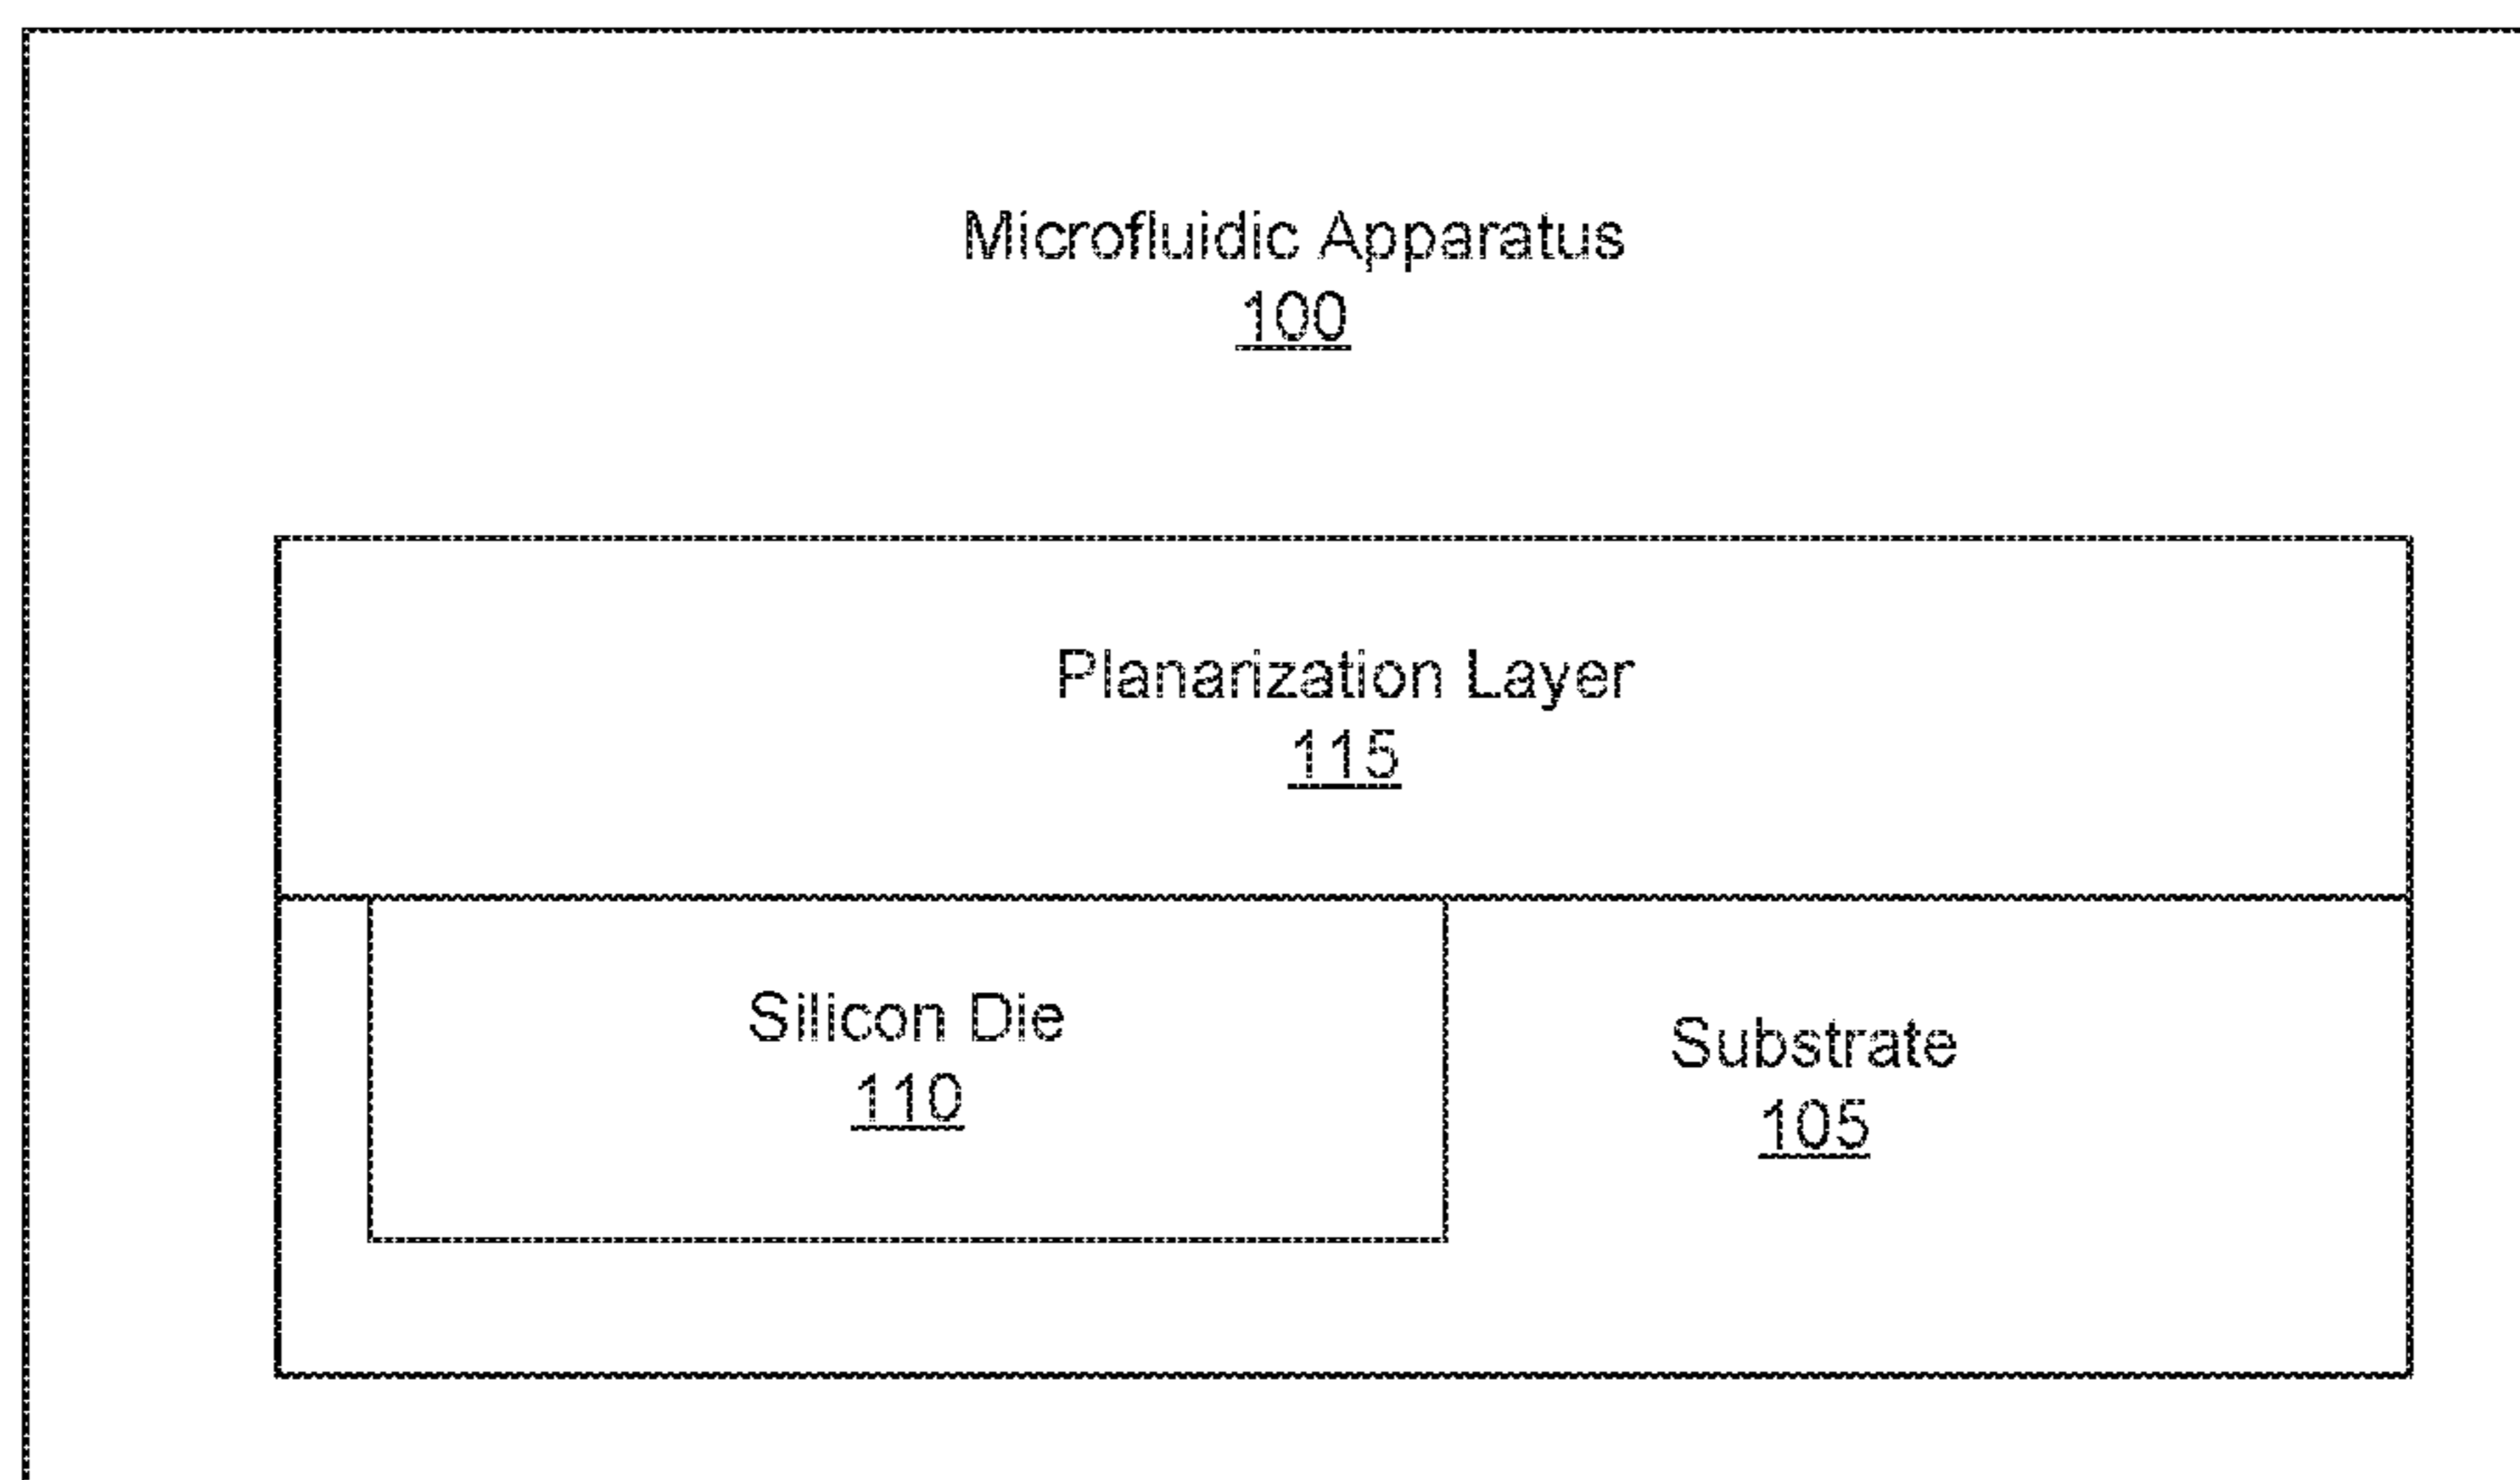 Microfluidic Apparatus
100
Planarization Layer
115
Silicon Die
110
Substrate
105